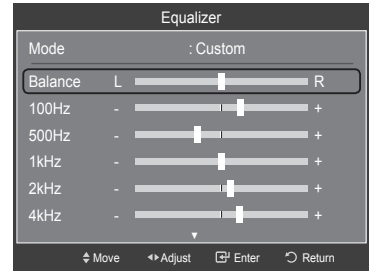 Equalizer
Mode : Custom
Balance L R
100Hz - +
500Hz - +
1kHz - +
2kHz - +
4kHz - +
Move Adjust Enter Return